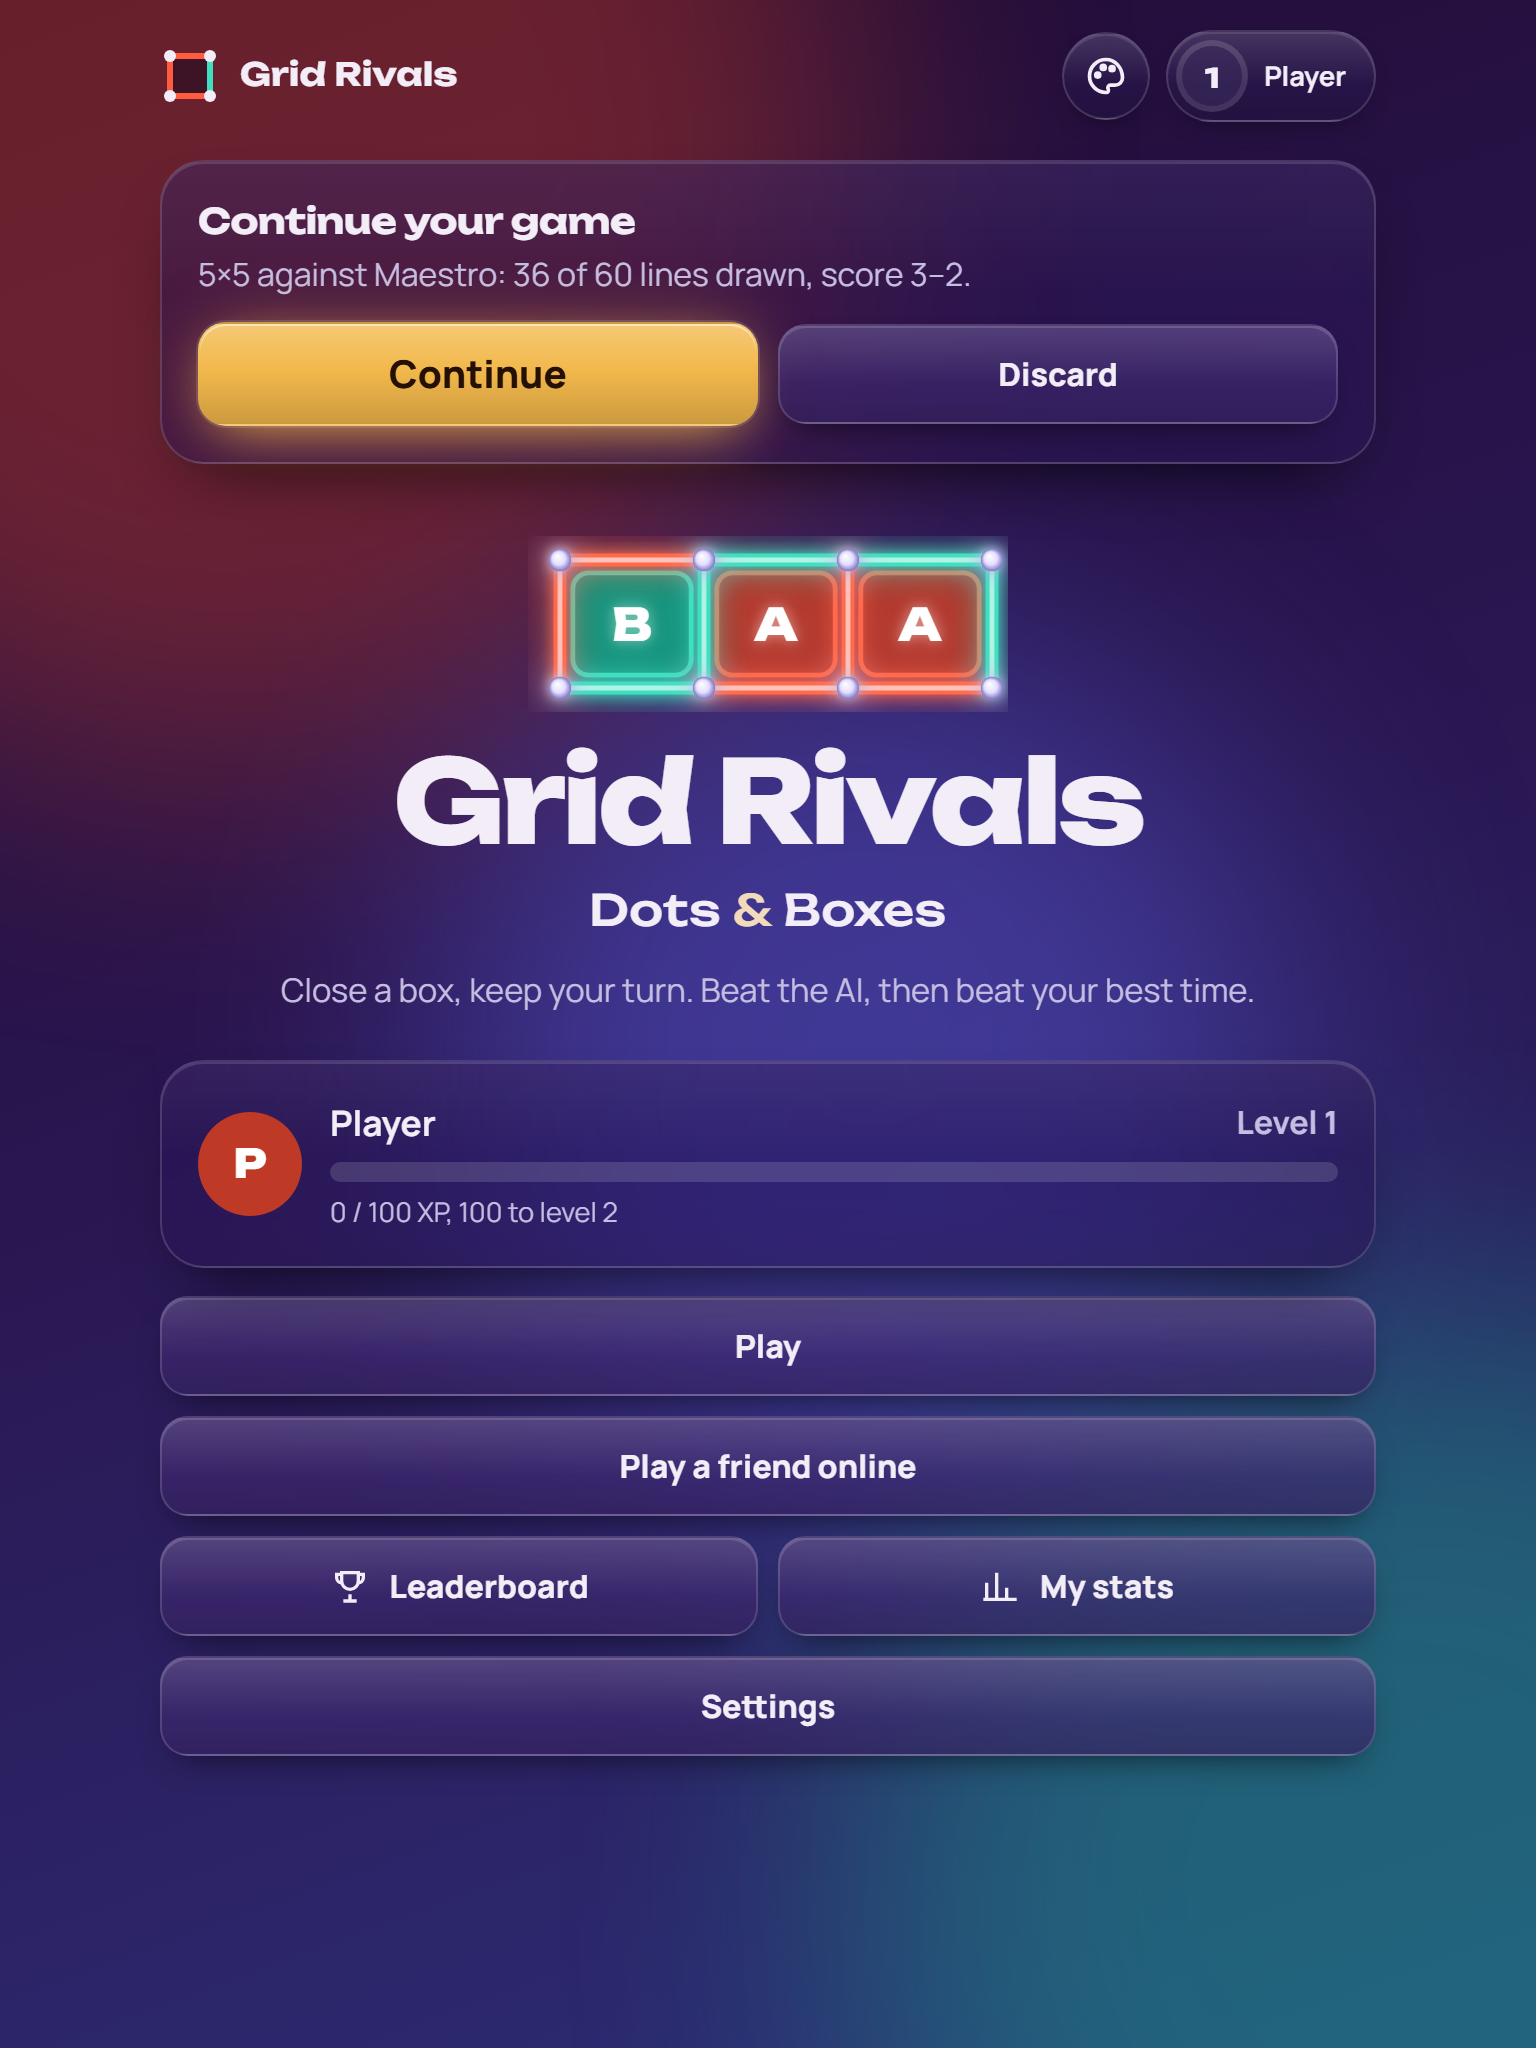 Grid Rivals
1 Player
Continue your game
5×5 against Maestro: 36 of 60 lines drawn, score 3–2.
Continue Discard
B A A
Grid Rivals
Dots & Boxes
Close a box, keep your turn. Beat the AI, then beat your best time.
P
Player Level 1
0 / 100 XP, 100 to level 2
Play
Play a friend online
Leaderboard My stats
Settings